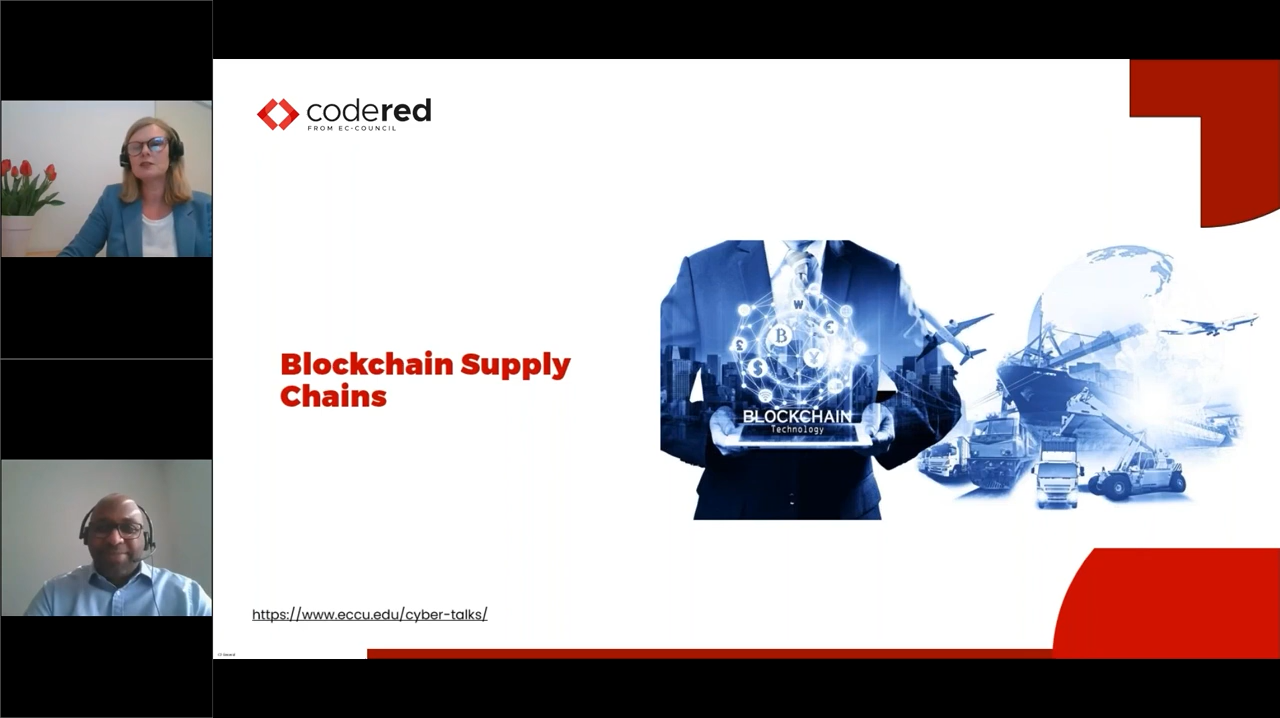 codered
FROM EC-COUNCIL
Blockchain Supply
Chains
BLOCKCHAIN
Technology
https://www.eccu.edu/cyber-talks/